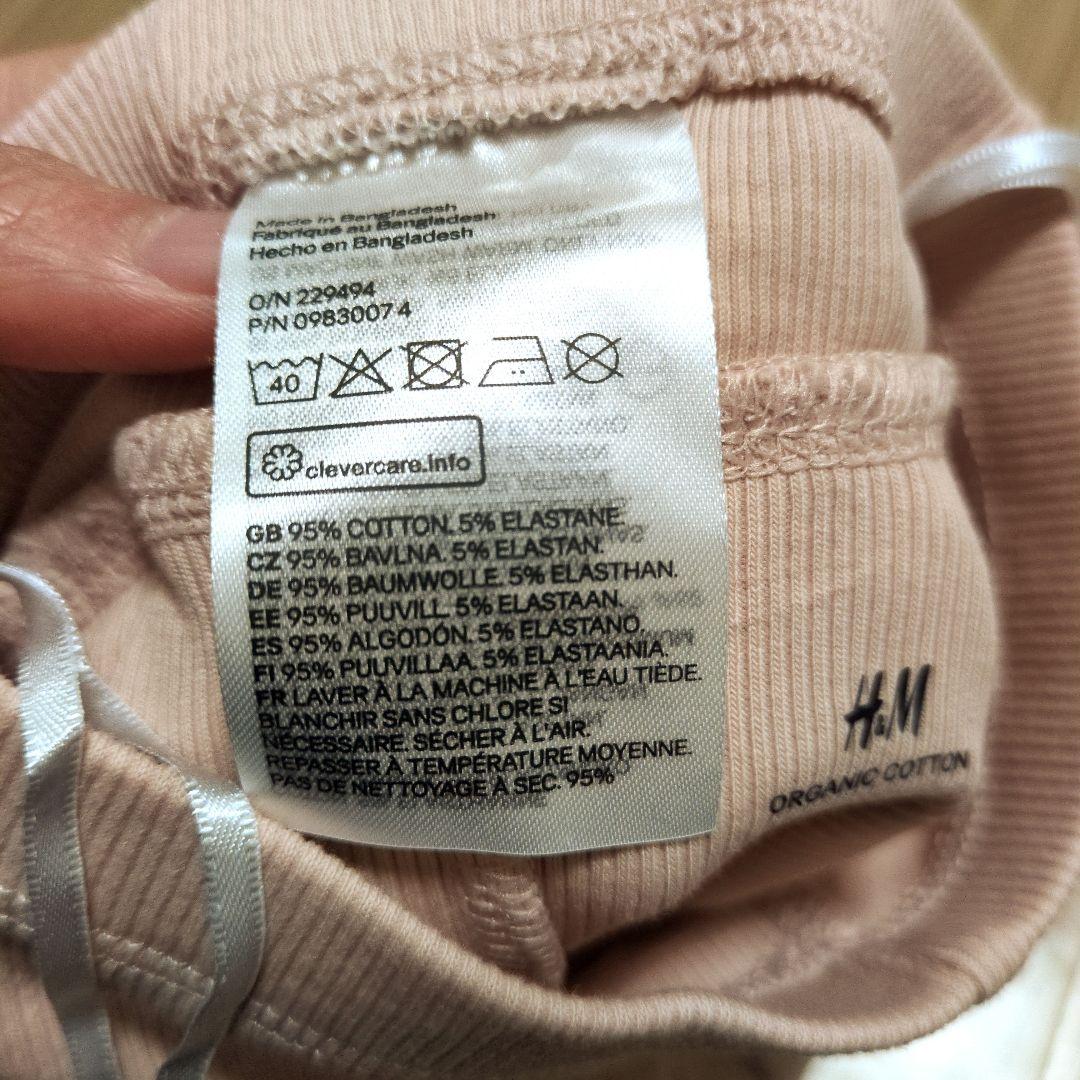 Made in Bangladesh
Fabriqué au Bangladesh
Hecho en Bangladesh
O/N 229494
P/N 0983007 4
40
clevercare.info
GB 95% COTTON. 5% ELASTANE.
CZ 95% BAVLNA. 5% ELASTAN.
DE 95% BAUMWOLLE. 5% ELASTHAN.
EE 95% PUUVILL. 5% ELASTAAN.
ES 95% ALGODÓN. 5% ELASTANO.
FI 95% PUUVILLAA. 5% ELASTAANIA.
FR LAVER À LA MACHINE À L'EAU TIÈDE.
BLANCHIR SANS CHLORE SI
NÉCESSAIRE. SÉCHER À L'AIR.
REPASSER À TEMPÉRATURE MOYENNE.
PAS DE NETTOYAGE À SEC. 95%
H&M
ORGANIC COTTON